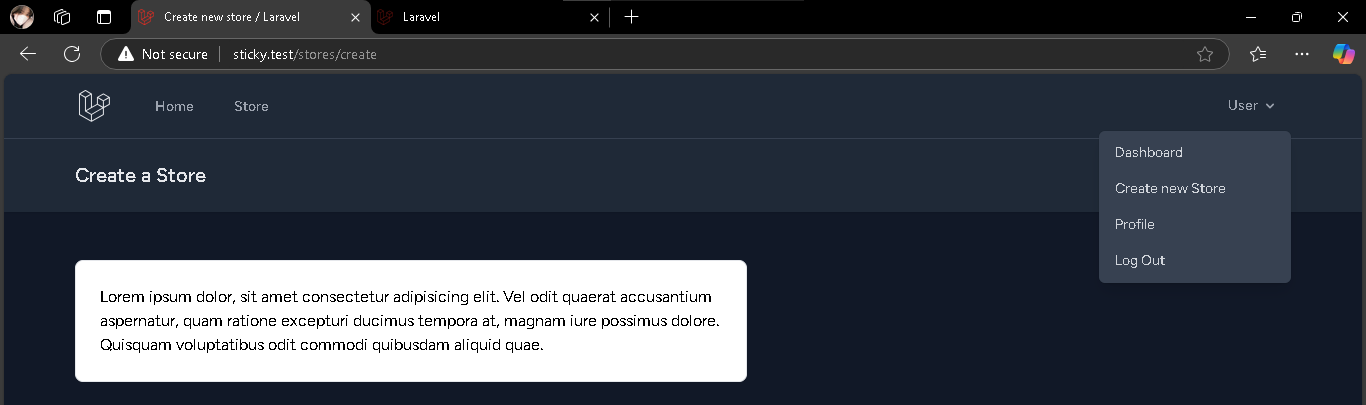 Create new store / Laravel
Laravel
Not secure
sticky.test/stores/create
Home
Store
User
Dashboard
Create new Store
Profile
Log Out
Create a Store
Lorem ipsum dolor, sit amet consectetur adipisicing elit. Vel odit quaerat accusantium
aspernatur, quam ratione excepturi ducimus tempora at, magnam iure possimus dolore.
Quisquam voluptatibus odit commodi quibusdam aliquid quae.